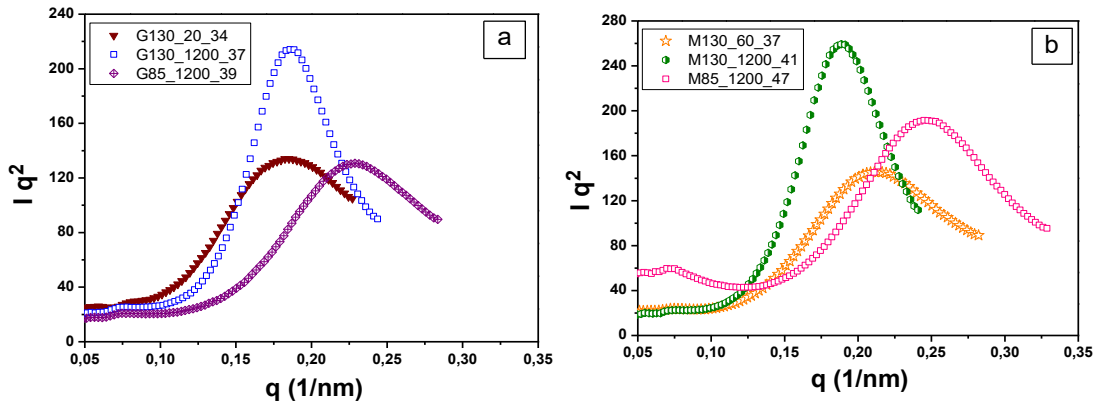 a
G130_20_34
G130_1200_37
G85_1200_39
I q²
240
200
160
120
80
40
0
0,05 0,10 0,15 0,20 0,25 0,30 0,35
q (1/nm)
b
M130_60_37
M130_1200_41
M85_1200_47
I q²
280
240
200
160
120
80
40
0
0,05 0,10 0,15 0,20 0,25 0,30 0,35
q (1/nm)